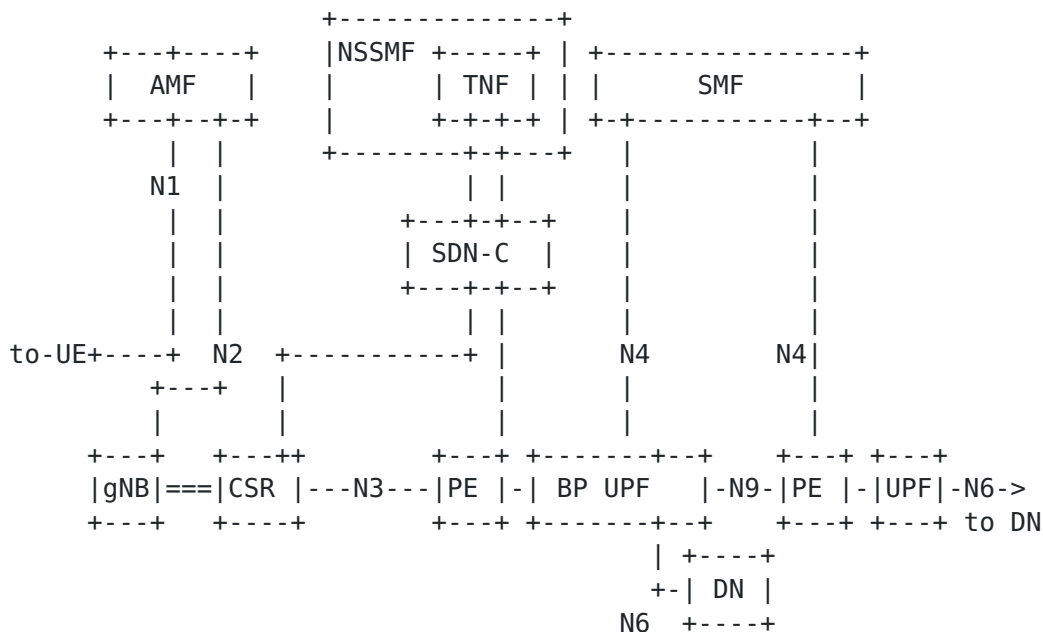 +---------------+
      +---+----+    |NSSMF +-----+ | +----------------+
      |  AMF   |    |      | TNF | | |      SMF       |
      +---+--+-+    |      +-+-+-+ | +-+-----------+--+
          |  |      +--------+-+---+   |           |
         N1  |               | |       |           |
          |  |           +---+-+--+    |           |
          |  |           | SDN-C  |    |           |
          |  |           +---+-+--+    |           |
          |  |               | |       |           |
to-UE+----+  N2  +-----------+ |       N4        N4|
         +---+   |             |       |           |
         |       |             |       |           |
     +---+   +---++        +---+ +-------+--+    +---+ +---+
     |gNB|===|CSR |---N3---|PE |-| BP UPF   |-N9-|PE |-|UPF|-N6->
     +---+   +----+        +---+ +-------+--+    +---+ +---+ to DN
                                         | +----+
                                         +-| DN |
                                       N6  +----+